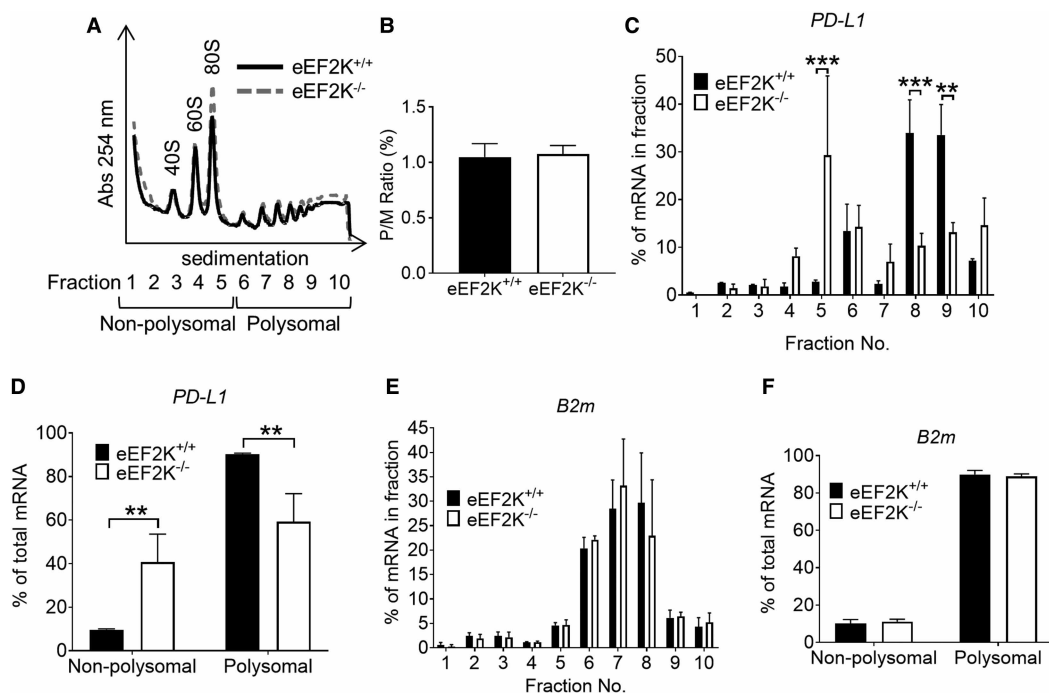 A
Abs 254 nm
40S
60S
80S
eEF2K+/+
eEF2K-/-
sedimentation
Fraction 1 2 3 4 5 6 7 8 9 10
Non-polysomal Polysomal
B
P/M Ratio (%)
1.5
1.0
0.5
0.0
eEF2K+/+ eEF2K-/-
C
PD-L1
% of mRNA in fraction
50
40
30
20
10
0
eEF2K+/+
eEF2K-/-
*** *** **
1 2 3 4 5 6 7 8 9 10
Fraction No.
D
PD-L1
% of total mRNA
100
80
60
40
20
0
eEF2K+/+
eEF2K-/-
** **
Non-polysomal Polysomal
E
B2m
% of mRNA in fraction
45
40
35
30
25
20
15
10
5
0
eEF2K+/+
eEF2K-/-
1 2 3 4 5 6 7 8 9 10
Fraction No.
F
B2m
% of total mRNA
100
80
60
40
20
0
eEF2K+/+
eEF2K-/-
Non-polysomal Polysomal